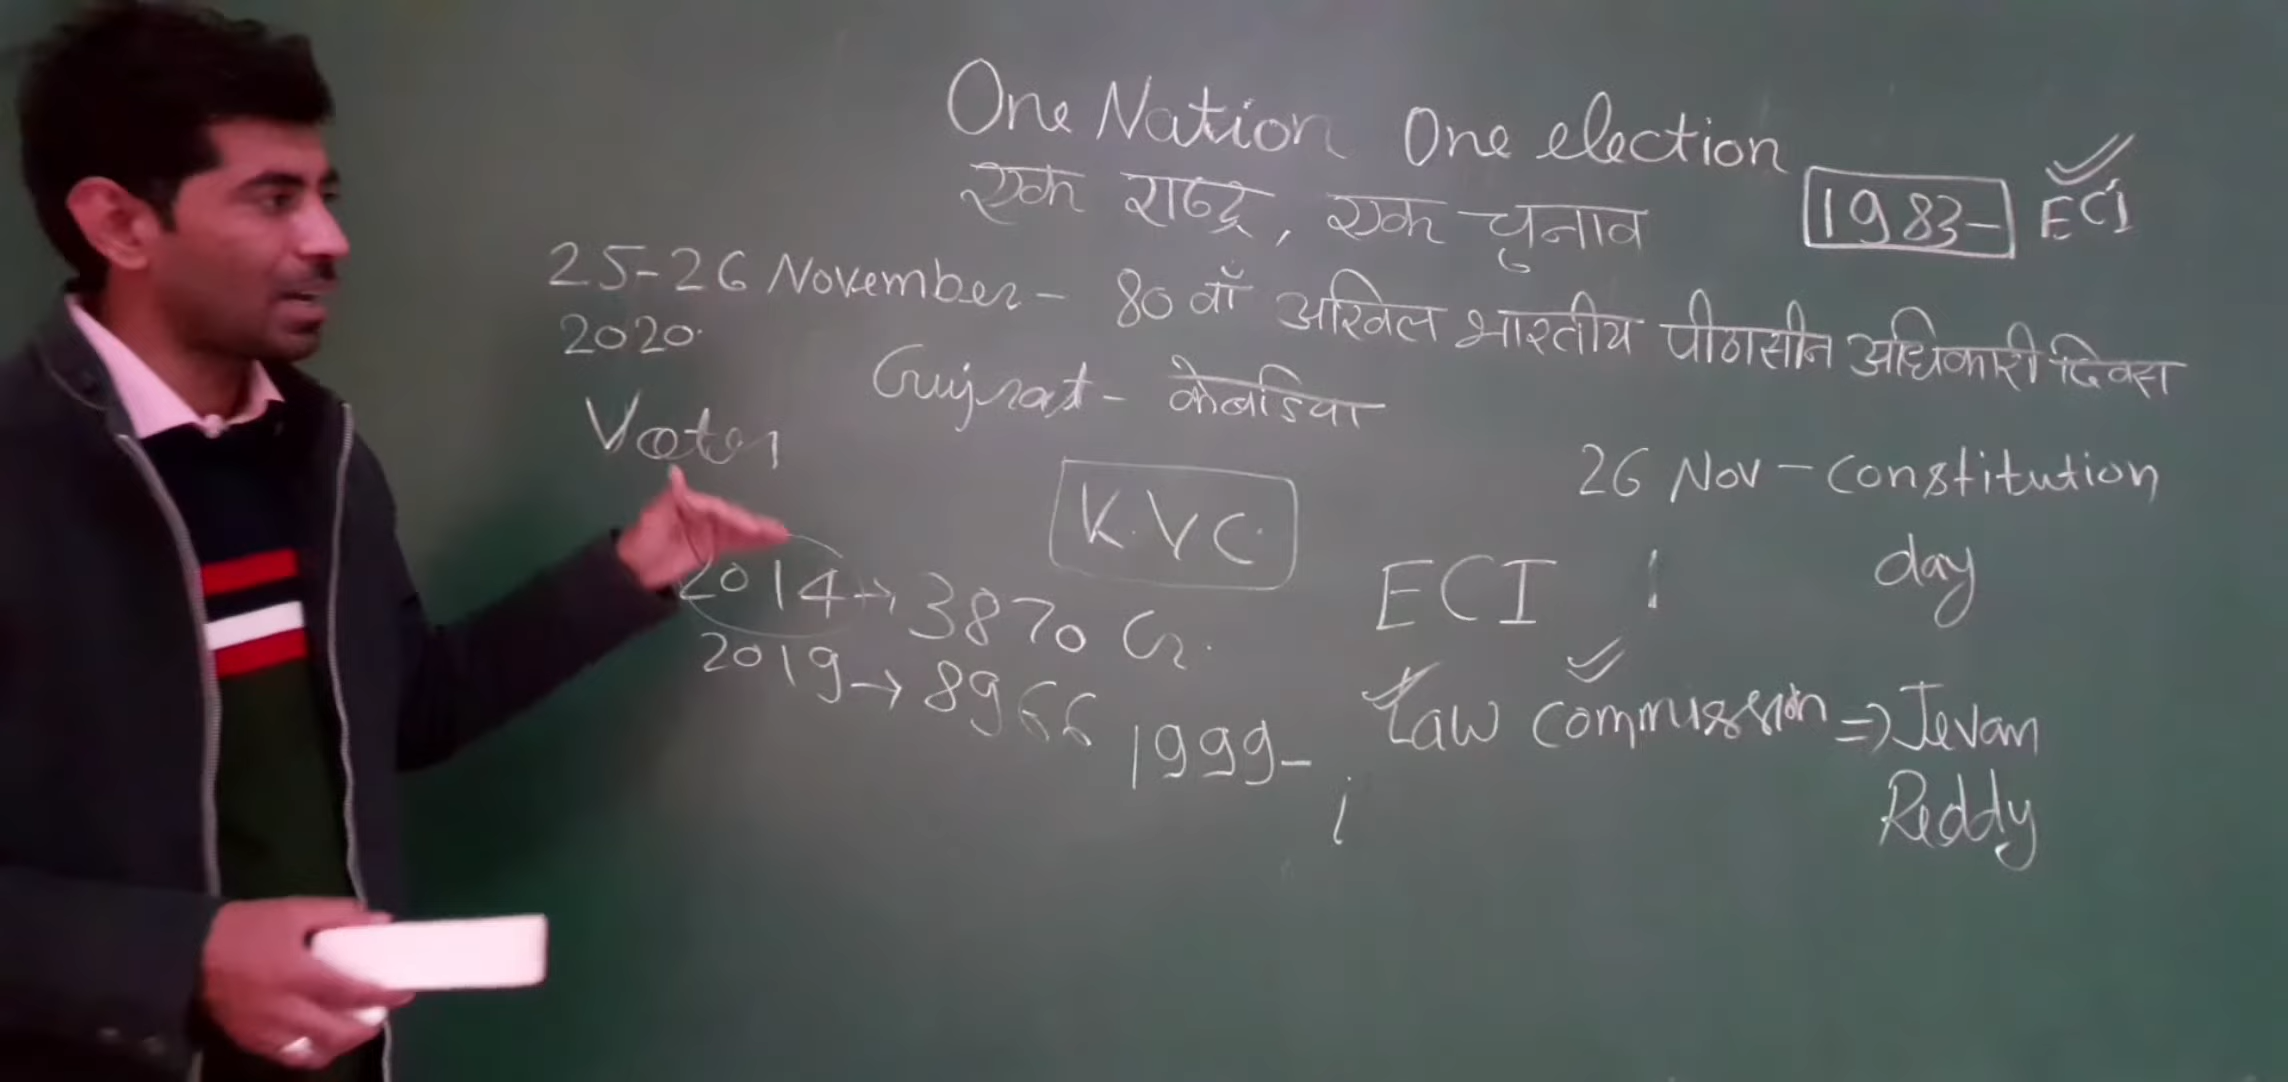 One Nation One election
एक राष्ट्र, एक चुनाव
1983- ECI
25-26 November - 80 वाँ अखिल भारतीय पीठासीन अधिकारी दिवस
2020.
Gujrat - केबडिया
Voter
26 Nov - Constitution
day
K.V.C.
ECI
2014 → 3870 Cr.
2019 → 8966
Law Commission ⇒ Jevan
Reddy
1999-